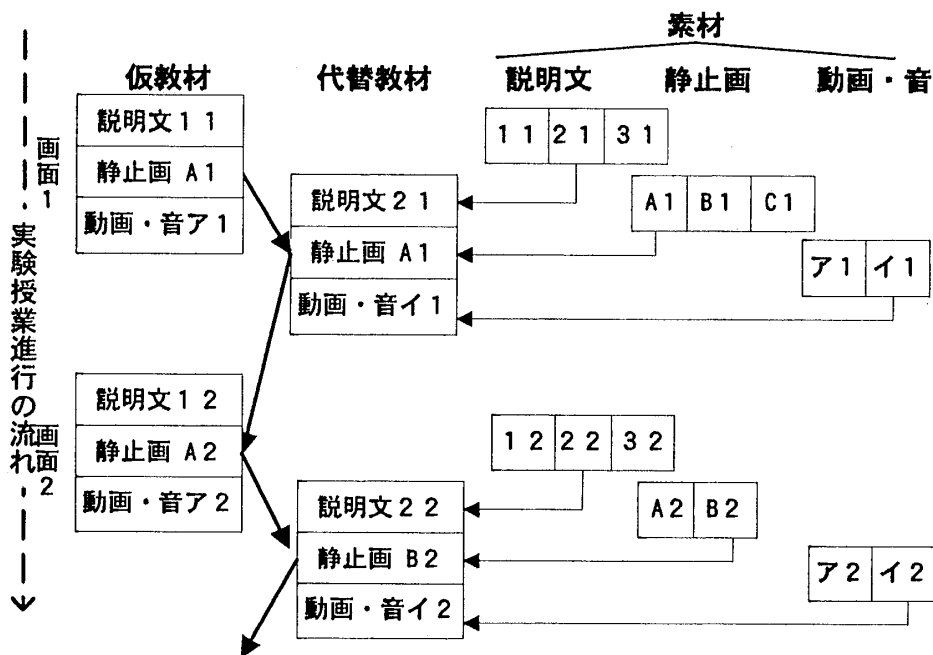 素材
仮教材 代替教材 説明文 静止画 動画・音
説明文11
静止画 A1
動画・音ア1
画面1
11 21 31
説明文21
静止画 A1
動画・音イ1
A1 B1 C1
ア1 イ1
実験授業進行の流れ
説明文12
静止画 A2
動画・音ア2
画面2
12 22 32
説明文22
静止画 B2
動画・音イ2
A2 B2
ア2 イ2